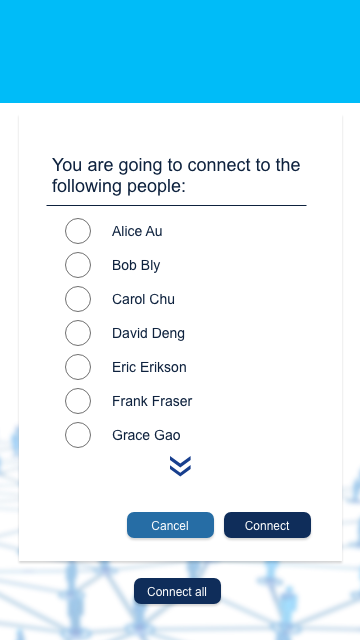 You are going to connect to the
following people:
Alice Au
Bob Bly
Carol Chu
David Deng
Eric Erikson
Frank Fraser
Grace Gao
Cancel
Connect
Connect all